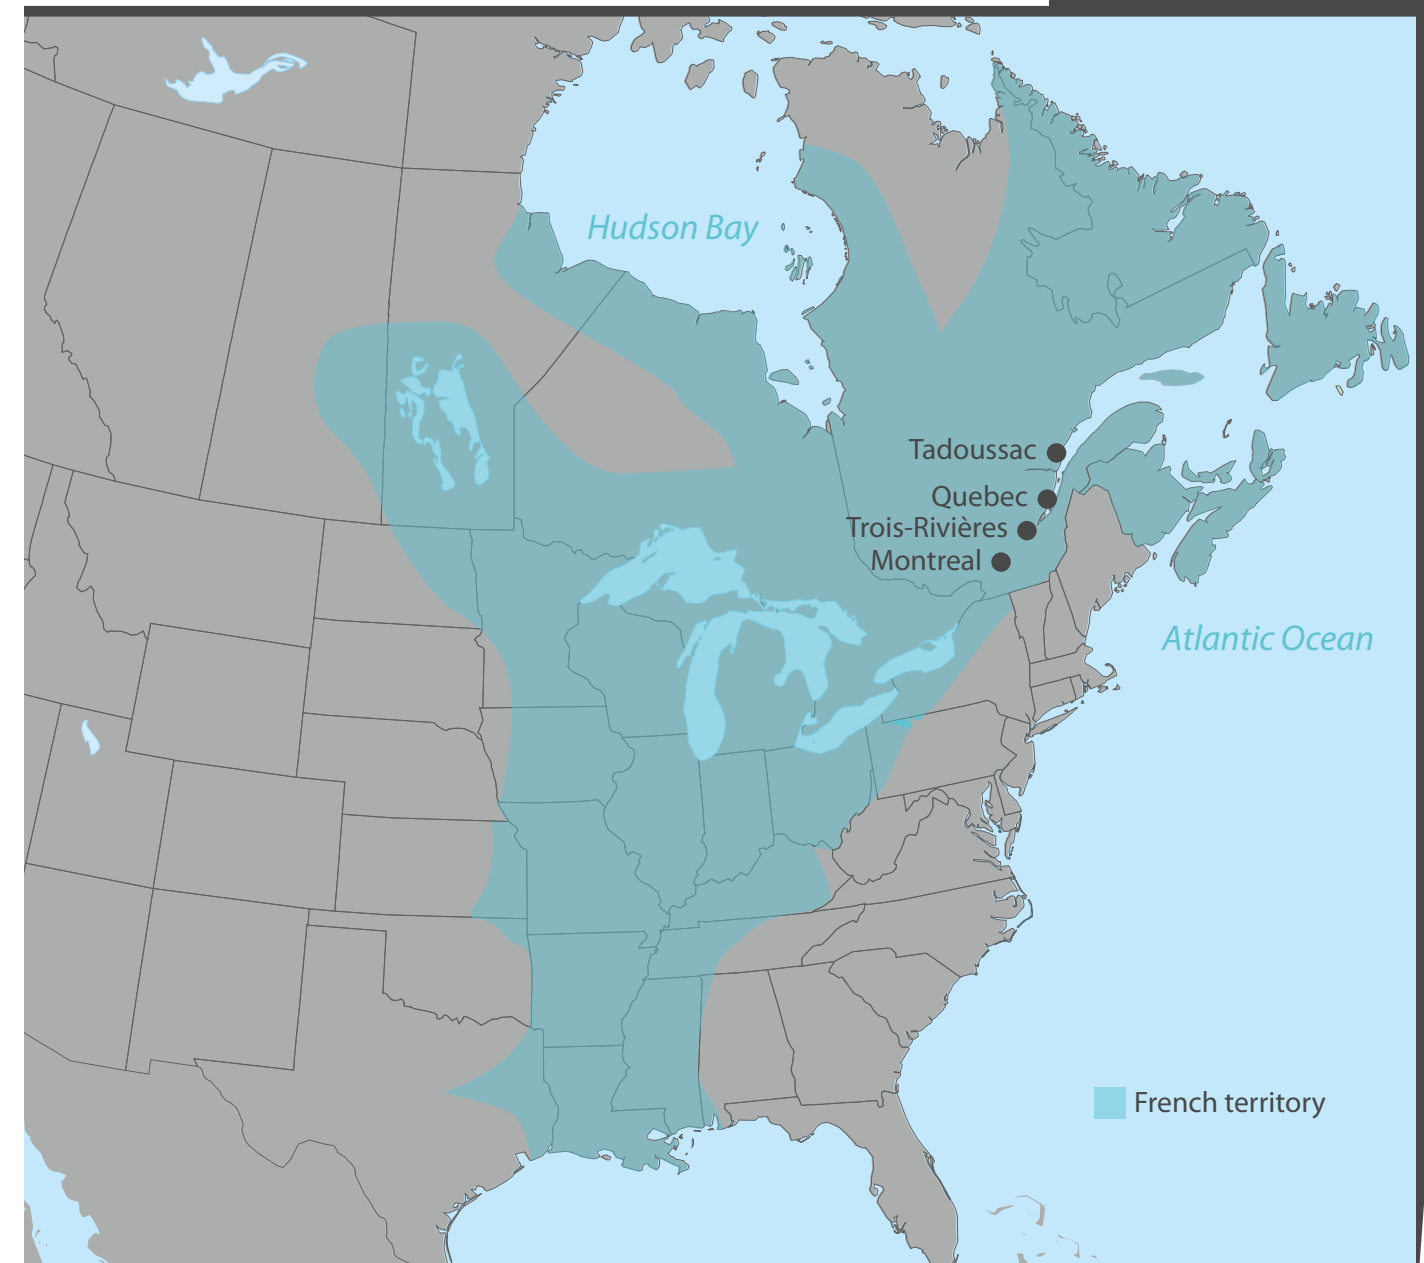 Hudson Bay
Tadoussac
Quebec
Trois-Rivières
Montreal
Atlantic Ocean
French territory